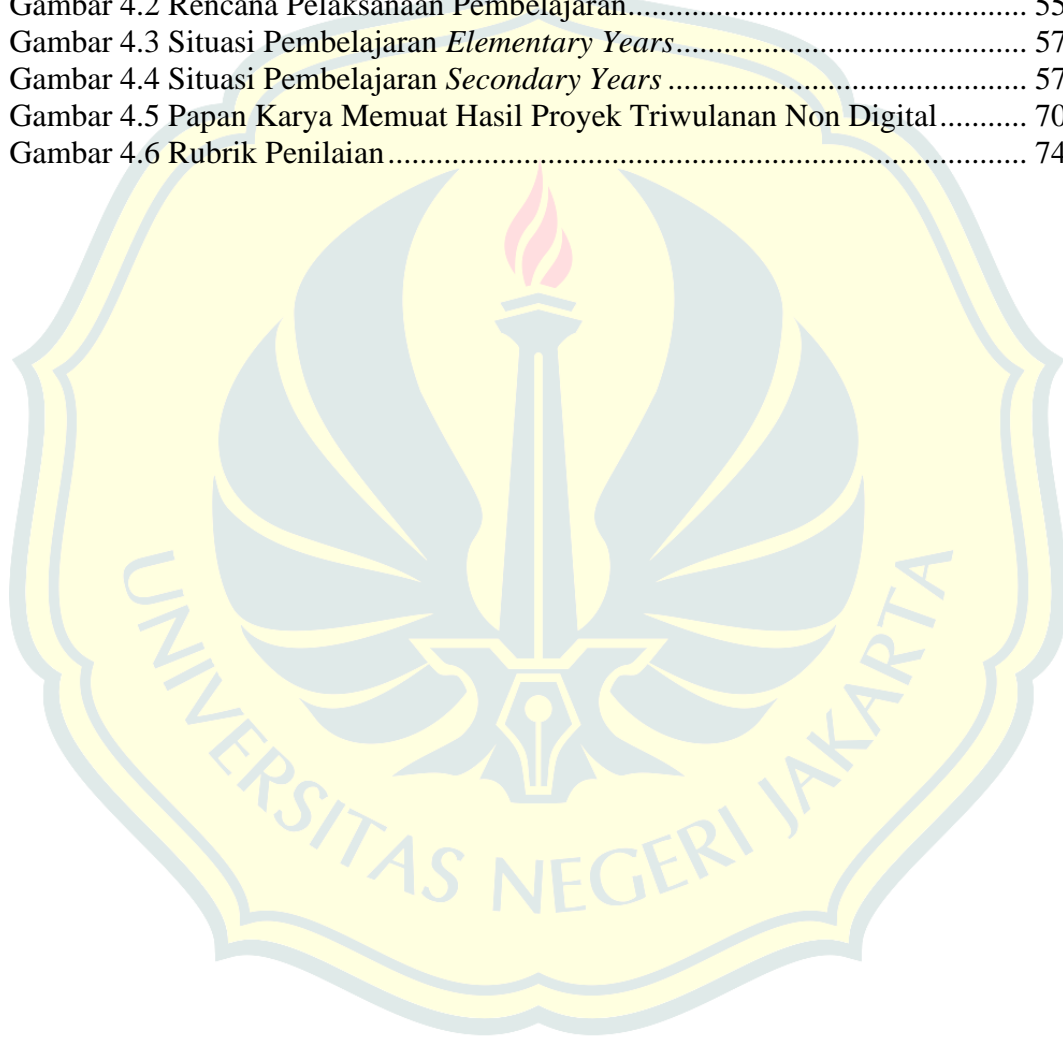 Gambar 4.2 Rencana Pelaksanaan Pembelajaran.................................................. 55
Gambar 4.3 Situasi Pembelajaran Elementary Years............................................ 57
Gambar 4.4 Situasi Pembelajaran Secondary Years ............................................. 57
Gambar 4.5 Papan Karya Memuat Hasil Proyek Triwulanan Non Digital........... 70
Gambar 4.6 Rubrik Penilaian................................................................................ 74
UNIVERSITAS NEGERI JAKARTA